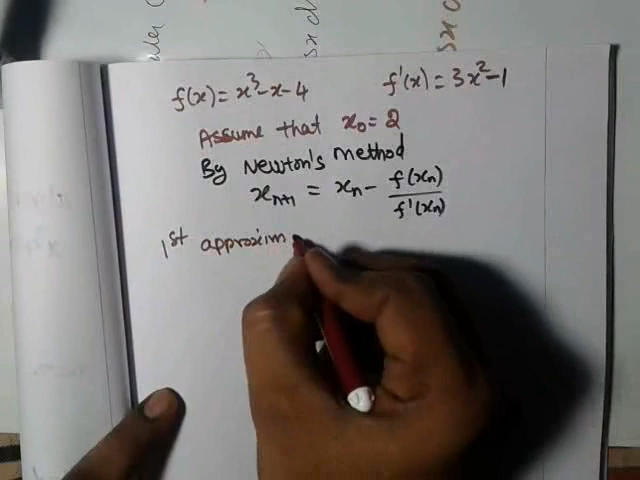 f(x) = x³-x-4 f'(x) = 3x²-1
Assume that x₀ = 2
By Newton's method
xₙ₊₁ = xₙ - f(xₙ)/f'(xₙ)
1st approxim